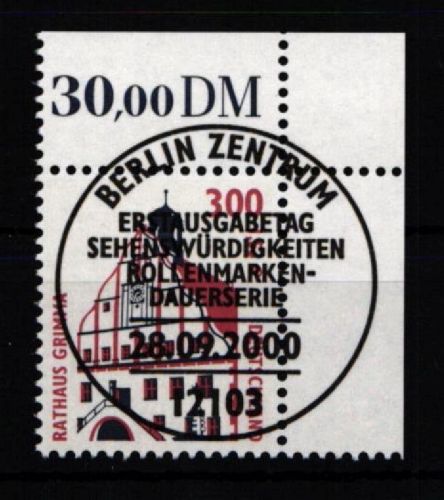 30,00 DM
BERLIN ZENTRUM
300
ERSTAUSGABETAG
SEHENSWÜRDIGKEITEN
ROLLENMARKEN-
DAUERSERIE
28.09.2000
12103
RATHAUS GRIMMA
DEUTSCHLAND